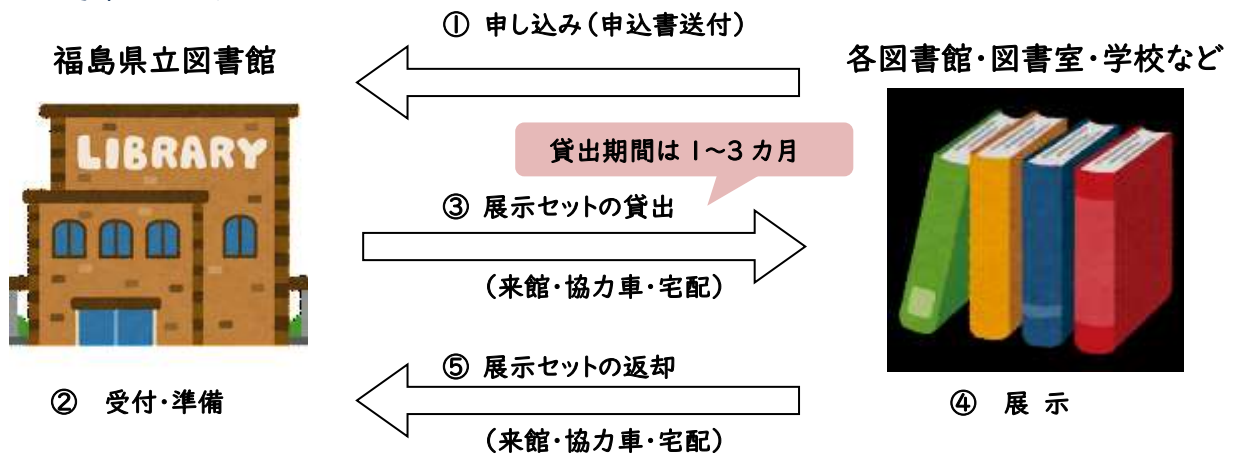 ① 申し込み(申込書送付)
福島県立図書館
各図書館・図書室・学校など
LIBRARY
貸出期間は 1~3 カ月
③ 展示セットの貸出
(来館・協力車・宅配)
⑤ 展示セットの返却
② 受付・準備
④ 展 示
(来館・協力車・宅配)